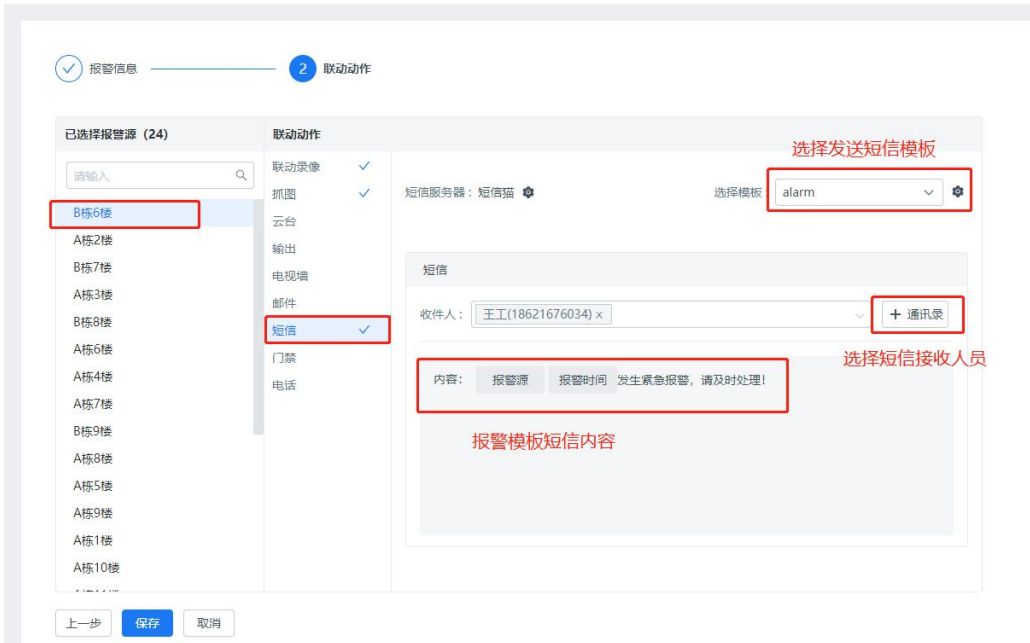 报警信息
2 联动动作
已选择报警源（24）
联动动作
请输入
B栋6楼
A栋2楼
B栋7楼
A栋3楼
B栋8楼
A栋6楼
A栋4楼
A栋7楼
B栋9楼
A栋8楼
A栋5楼
A栋9楼
A栋1楼
A栋10楼
联动录像
抓图
云台
输出
电视墙
邮件
短信
门禁
电话
选择发送短信模板
短信服务器：短信猫
选择模板：alarm
短信
收件人：王工(18621676034) x
+ 通讯录
选择短信接收人员
内容：报警源 报警时间 发生紧急报警，请及时处理！
报警模板短信内容
上一步 保存 取消